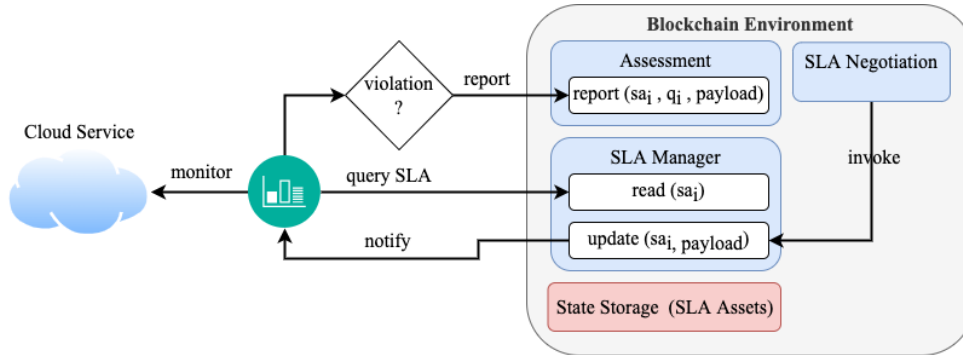 Blockchain Environment
Assessment
SLA Negotiation
violation
?
report
report (saᵢ , qᵢ , payload)
Cloud Service
SLA Manager
invoke
monitor
query SLA
read (saᵢ)
notify
update (saᵢ, payload)
State Storage (SLA Assets)